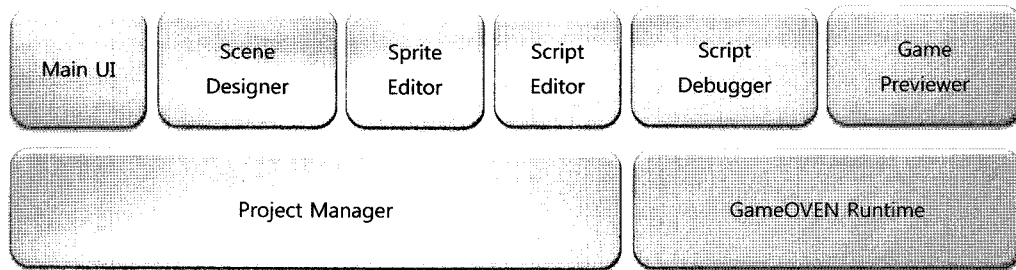 Main UI
Scene
Designer
Sprite
Editor
Script
Editor
Script
Debugger
Game
Previewer
Project Manager
GameOVEN Runtime